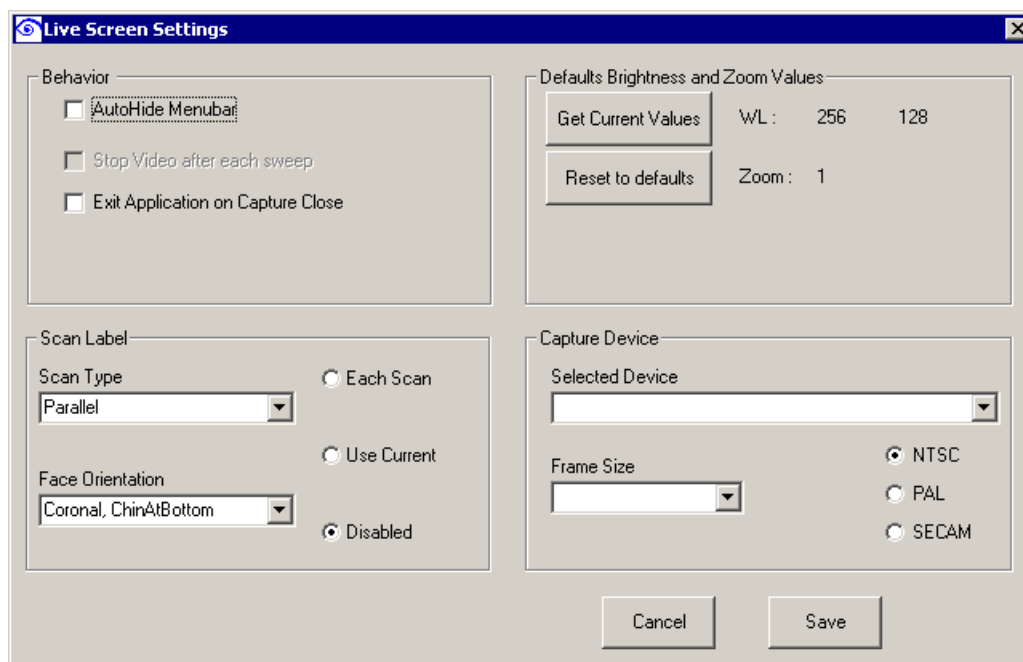 Live Screen Settings
Behavior
AutoHide Menubar
Stop Video after each sweep
Exit Application on Capture Close
Defaults Brightness and Zoom Values
Get Current Values WL : 256 128
Reset to defaults Zoom : 1
Scan Label
Scan Type
Parallel
Each Scan
Use Current
Face Orientation
Coronal, ChinAtBottom
Disabled
Capture Device
Selected Device
Frame Size
NTSC
PAL
SECAM
Cancel Save